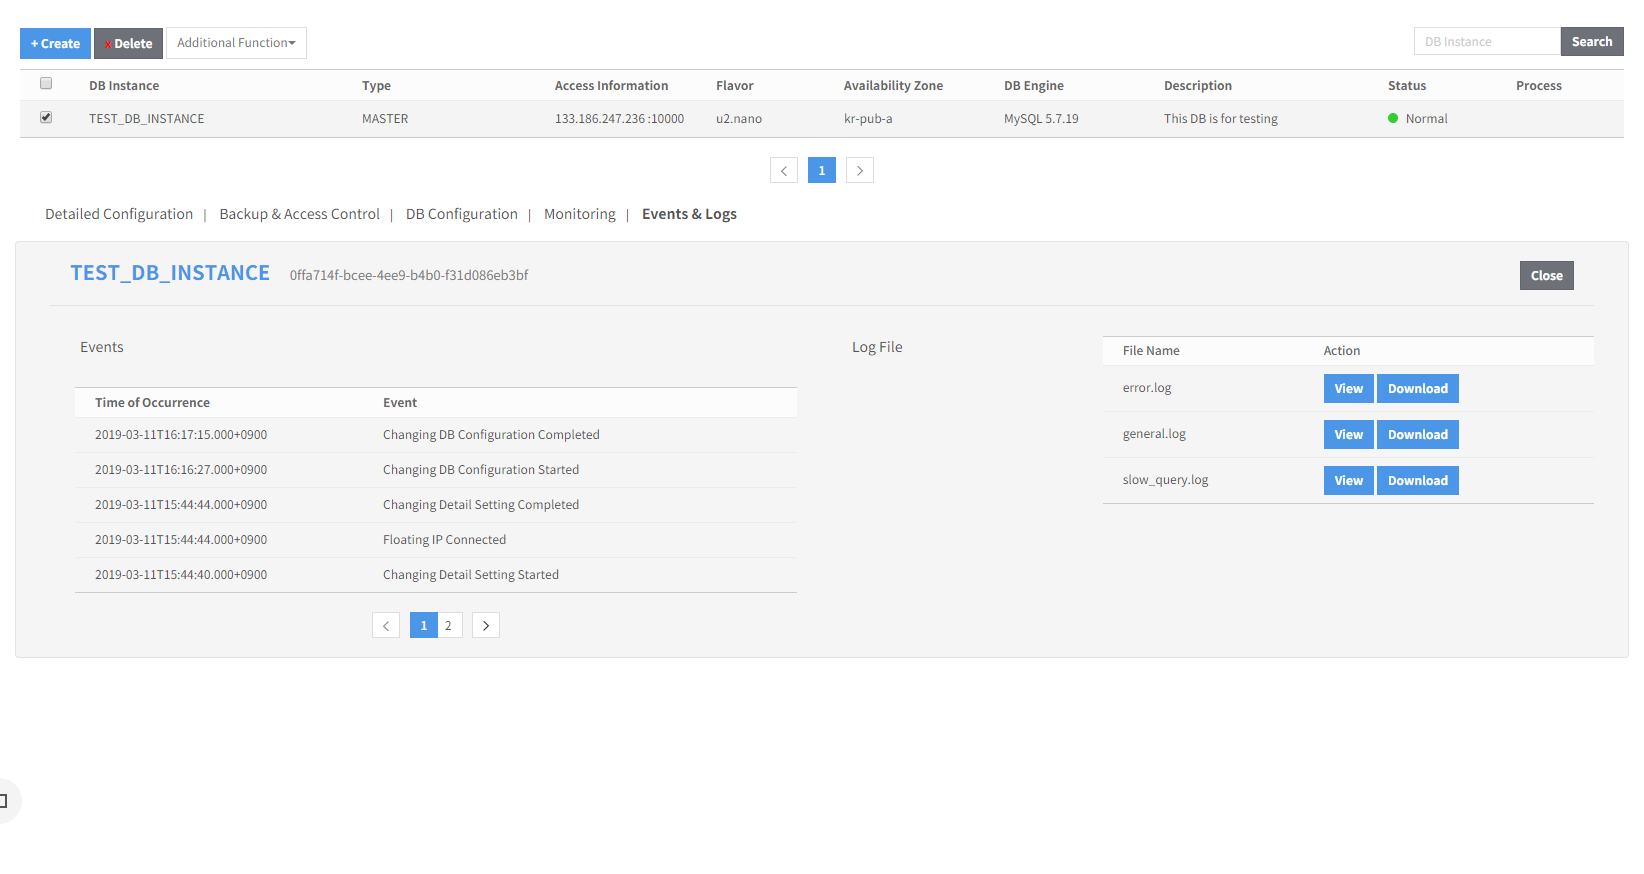 + Create x Delete Additional Function DB Instance Search
DB Instance Type Access Information Flavor Availability Zone DB Engine Description Status Process
TEST_DB_INSTANCE MASTER 133.186.247.236 :10000 u2.nano kr-pub-a MySQL 5.7.19 This DB is for testing Normal
< 1 >
Detailed Configuration | Backup & Access Control | DB Configuration | Monitoring | Events & Logs
TEST_DB_INSTANCE 0ffa714f-bcee-4ee9-b4b0-f31d086eb3bf Close
Events
Time of Occurrence Event
2019-03-11T16:17:15.000+0900 Changing DB Configuration Completed
2019-03-11T16:16:27.000+0900 Changing DB Configuration Started
2019-03-11T15:44:44.000+0900 Changing Detail Setting Completed
2019-03-11T15:44:44.000+0900 Floating IP Connected
2019-03-11T15:44:40.000+0900 Changing Detail Setting Started
< 1 2 >
Log File
File Name Action
error.log View Download
general.log View Download
slow_query.log View Download